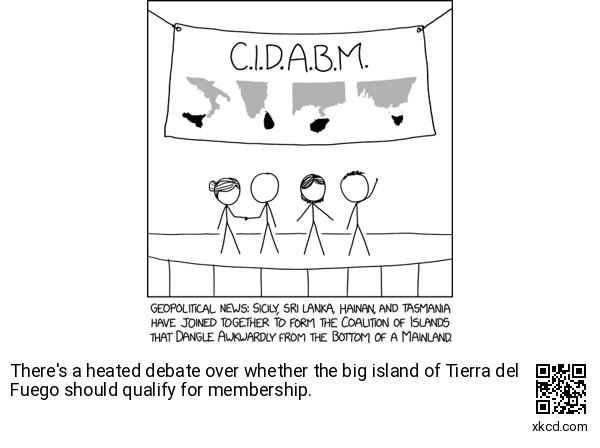 C.I.D.A.B.M.
GEOPOLITICAL NEWS: SICILY, SRI LANKA, HAINAN, AND TASMANIA
HAVE JOINED TOGETHER TO FORM THE COALITION OF ISLANDS
THAT DANGLE AWKWARDLY FROM THE BOTTOM OF A MAINLAND.
There's a heated debate over whether the big island of Tierra del
Fuego should qualify for membership.
xkcd.com